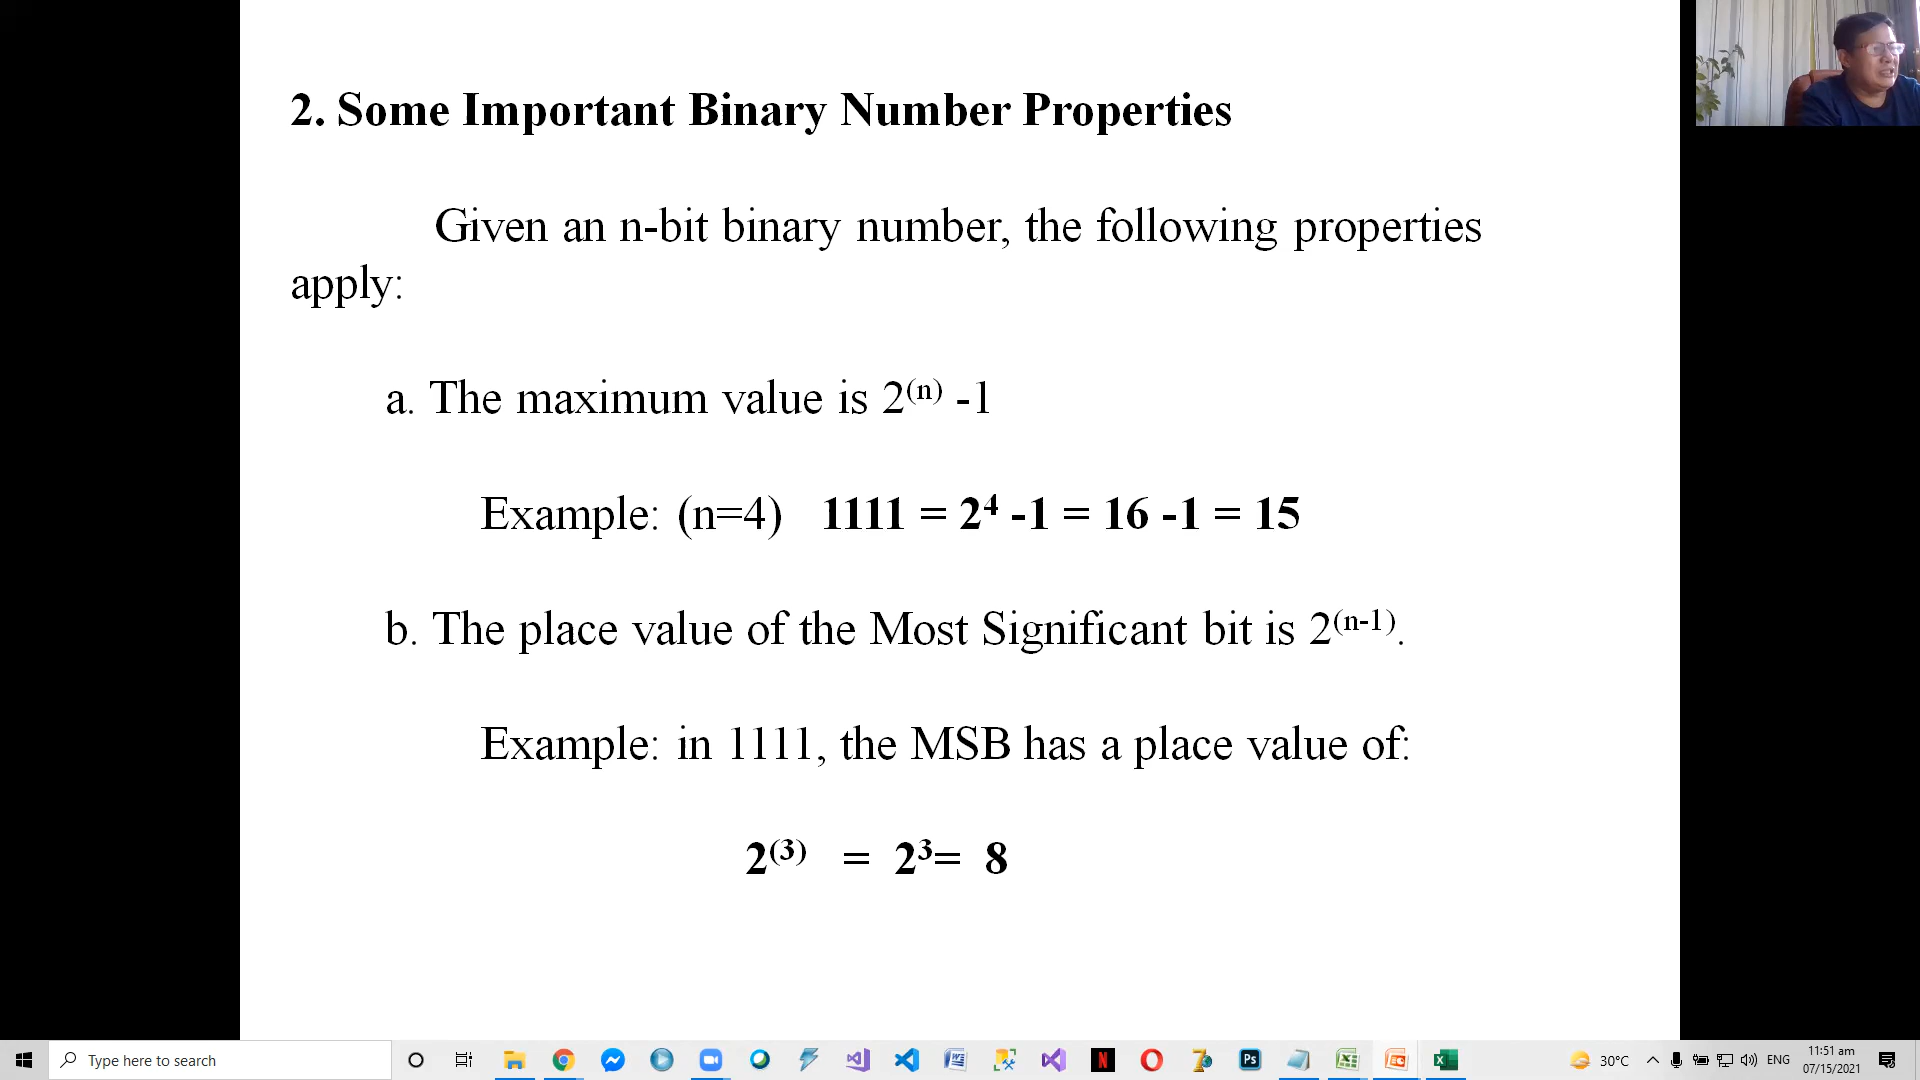 2. Some Important Binary Number Properties
Given an n-bit binary number, the following properties
apply:
a. The maximum value is 2⁽ⁿ⁾ -1
Example: (n=4) 1111 = 2⁴ -1 = 16 -1 = 15
b. The place value of the Most Significant bit is 2⁽ⁿ⁻¹⁾.
Example: in 1111, the MSB has a place value of:
2⁽³⁾ = 2³= 8
Type here to search
N
Ps
30°C
ENG
11:51 am
07/15/2021